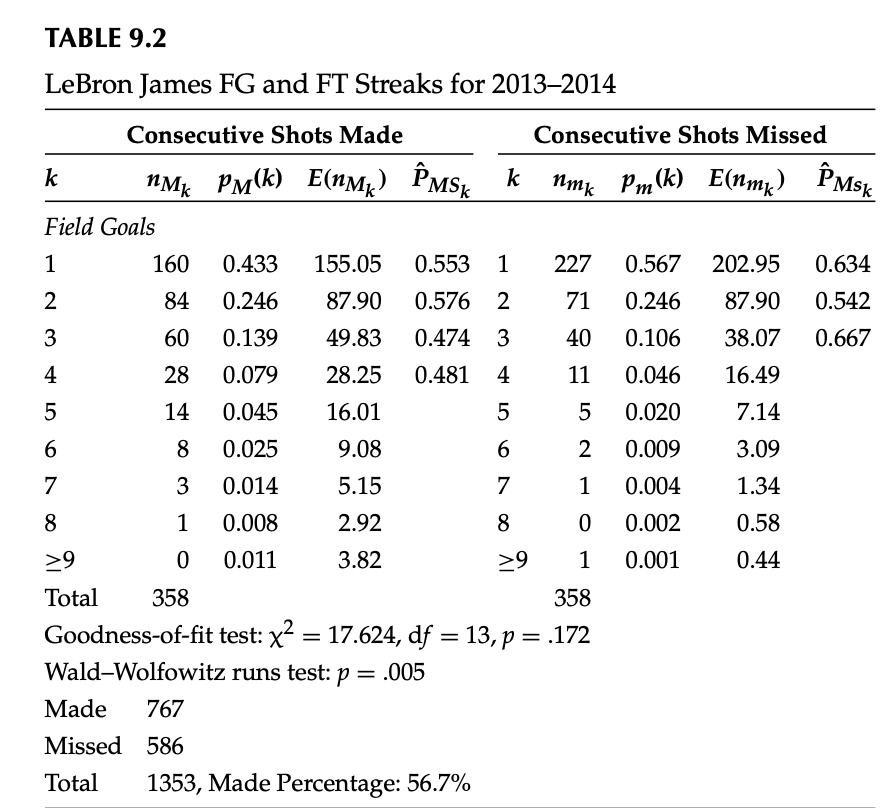 TABLE 9.2
LeBron James FG and FT Streaks for 2013–2014
Consecutive Shots Made Consecutive Shots Missed
k n_{M_k} p_M(k) E(n_{M_k}) P̂_{MS_k} k n_{m_k} p_m(k) E(n_{m_k}) P̂_{Ms_k}
Field Goals
1 160 0.433 155.05 0.553 1 227 0.567 202.95 0.634
2 84 0.246 87.90 0.576 2 71 0.246 87.90 0.542
3 60 0.139 49.83 0.474 3 40 0.106 38.07 0.667
4 28 0.079 28.25 0.481 4 11 0.046 16.49
5 14 0.045 16.01 5 5 0.020 7.14
6 8 0.025 9.08 6 2 0.009 3.09
7 3 0.014 5.15 7 1 0.004 1.34
8 1 0.008 2.92 8 0 0.002 0.58
≥9 0 0.011 3.82 ≥9 1 0.001 0.44
Total 358 358
Goodness-of-fit test: χ² = 17.624, df = 13, p = .172
Wald–Wolfowitz runs test: p = .005
Made 767
Missed 586
Total 1353, Made Percentage: 56.7%